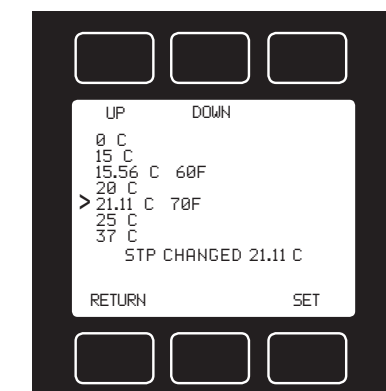 UP DOWN
0 C
15 C
15.56 C 60F
20 C
> 21.11 C 70F
25 C
37 C
STP CHANGED 21.11 C
RETURN SET